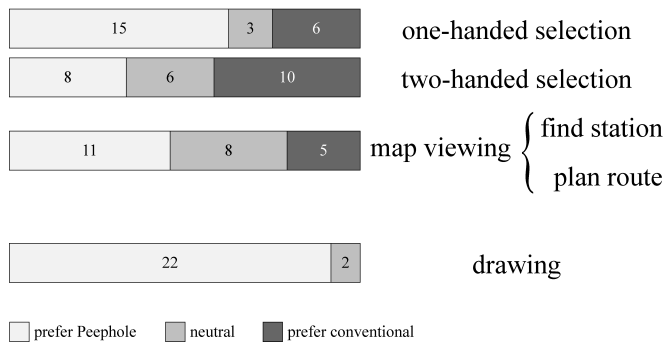 15 3 6 one-handed selection
8 6 10 two-handed selection
11 8 5 map viewing { find station
plan route
22 2 drawing
prefer Peephole neutral prefer conventional